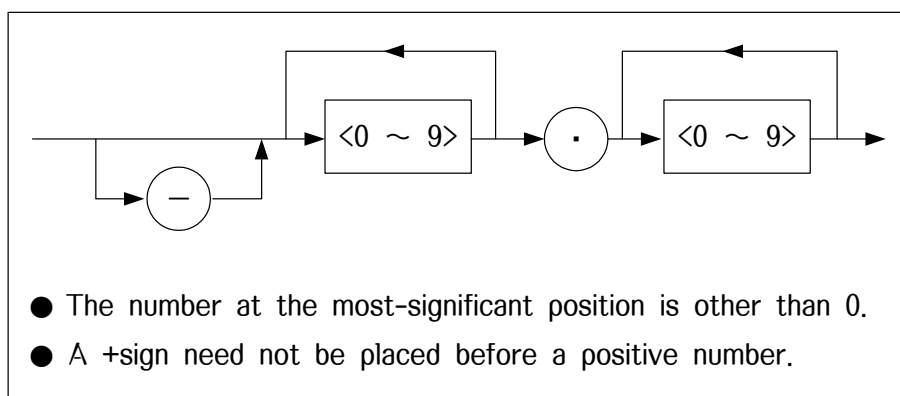 <0 ~ 9> . <0 ~ 9>
−
● The number at the most-significant position is other than 0.
● A +sign need not be placed before a positive number.